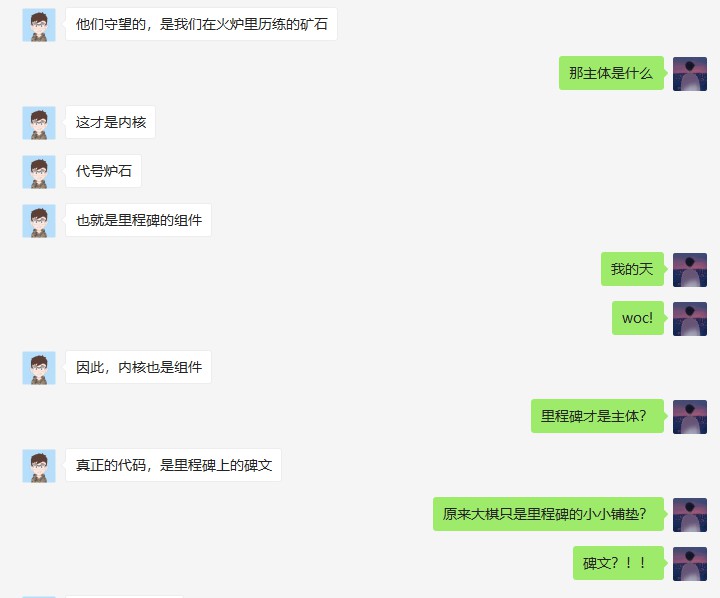 他们守望的，是我们在火炉里历练的矿石
那主体是什么
这才是内核
代号炉石
也就是里程碑的组件
我的天
woc!
因此，内核也是组件
里程碑才是主体？
真正的代码，是里程碑上的碑文
原来大棋只是里程碑的小小铺垫？
碑文？！！